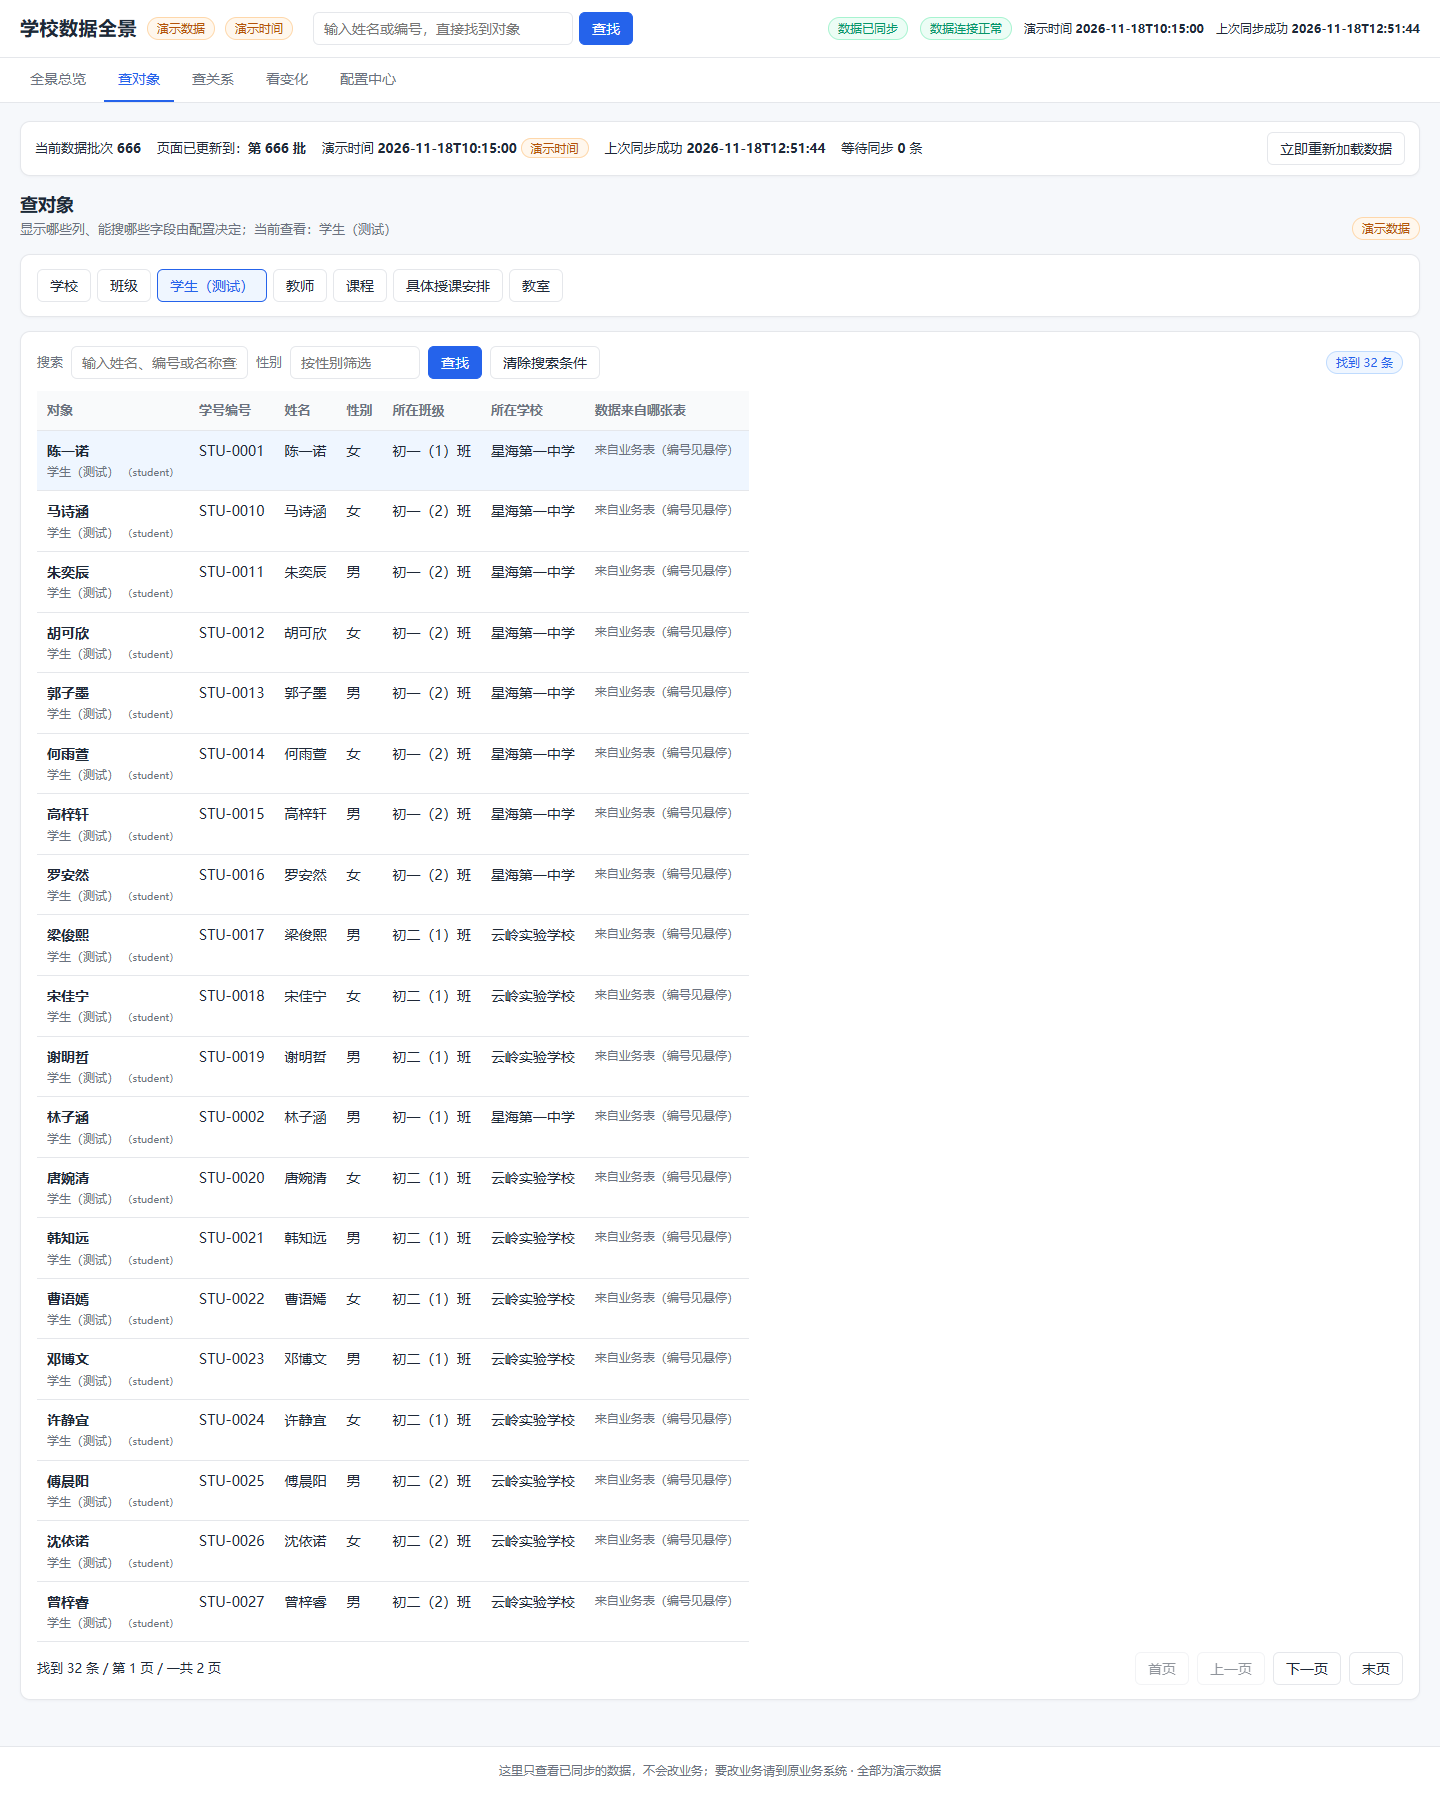 学校数据全景 演示数据 演示时间 输入姓名或编号，直接找到对象 查找 数据已同步 数据连接正常 演示时间 2026-11-18T10:15:00 上次同步成功 2026-11-18T12:51:44
全景总览 查对象 查关系 看变化 配置中心
当前数据批次 666 页面已更新到：第 666 批 演示时间 2026-11-18T10:15:00 演示时间 上次同步成功 2026-11-18T12:51:44 等待同步 0 条 立即重新加载数据
查对象
显示哪些列、能搜哪些字段由配置决定；当前查看：学生（测试） 演示数据
学校 班级 学生（测试） 教师 课程 具体授课安排 教室
搜索 输入姓名、编号或名称查 性别 按性别筛选 查找 清除搜索条件 找到 32 条
对象 学号编号 姓名 性别 所在班级 所在学校 数据来自哪张表
陈一诺 STU-0001 陈一诺 女 初一（1）班 星海第一中学 来自业务表（编号见悬停）
学生（测试） （student）
马诗涵 STU-0010 马诗涵 女 初一（2）班 星海第一中学 来自业务表（编号见悬停）
学生（测试） （student）
朱奕辰 STU-0011 朱奕辰 男 初一（2）班 星海第一中学 来自业务表（编号见悬停）
学生（测试） （student）
胡可欣 STU-0012 胡可欣 女 初一（2）班 星海第一中学 来自业务表（编号见悬停）
学生（测试） （student）
郭子墨 STU-0013 郭子墨 男 初一（2）班 星海第一中学 来自业务表（编号见悬停）
学生（测试） （student）
何雨萱 STU-0014 何雨萱 女 初一（2）班 星海第一中学 来自业务表（编号见悬停）
学生（测试） （student）
高梓轩 STU-0015 高梓轩 男 初一（2）班 星海第一中学 来自业务表（编号见悬停）
学生（测试） （student）
罗安然 STU-0016 罗安然 女 初一（2）班 星海第一中学 来自业务表（编号见悬停）
学生（测试） （student）
梁俊熙 STU-0017 梁俊熙 男 初二（1）班 云岭实验学校 来自业务表（编号见悬停）
学生（测试） （student）
宋佳宁 STU-0018 宋佳宁 女 初二（1）班 云岭实验学校 来自业务表（编号见悬停）
学生（测试） （student）
谢明哲 STU-0019 谢明哲 男 初二（1）班 云岭实验学校 来自业务表（编号见悬停）
学生（测试） （student）
林子涵 STU-0002 林子涵 男 初一（1）班 星海第一中学 来自业务表（编号见悬停）
学生（测试） （student）
唐婉清 STU-0020 唐婉清 女 初二（1）班 云岭实验学校 来自业务表（编号见悬停）
学生（测试） （student）
韩知远 STU-0021 韩知远 男 初二（1）班 云岭实验学校 来自业务表（编号见悬停）
学生（测试） （student）
曹语嫣 STU-0022 曹语嫣 女 初二（1）班 云岭实验学校 来自业务表（编号见悬停）
学生（测试） （student）
邓博文 STU-0023 邓博文 男 初二（1）班 云岭实验学校 来自业务表（编号见悬停）
学生（测试） （student）
许静宜 STU-0024 许静宜 女 初二（1）班 云岭实验学校 来自业务表（编号见悬停）
学生（测试） （student）
傅晨阳 STU-0025 傅晨阳 男 初二（2）班 云岭实验学校 来自业务表（编号见悬停）
学生（测试） （student）
沈依诺 STU-0026 沈依诺 女 初二（2）班 云岭实验学校 来自业务表（编号见悬停）
学生（测试） （student）
曾梓睿 STU-0027 曾梓睿 男 初二（2）班 云岭实验学校 来自业务表（编号见悬停）
学生（测试） （student）
找到 32 条 / 第 1 页 / 一共 2 页 首页 上一页 下一页 末页
这里只查看已同步的数据，不会改业务；要改业务请到原业务系统 · 全部为演示数据